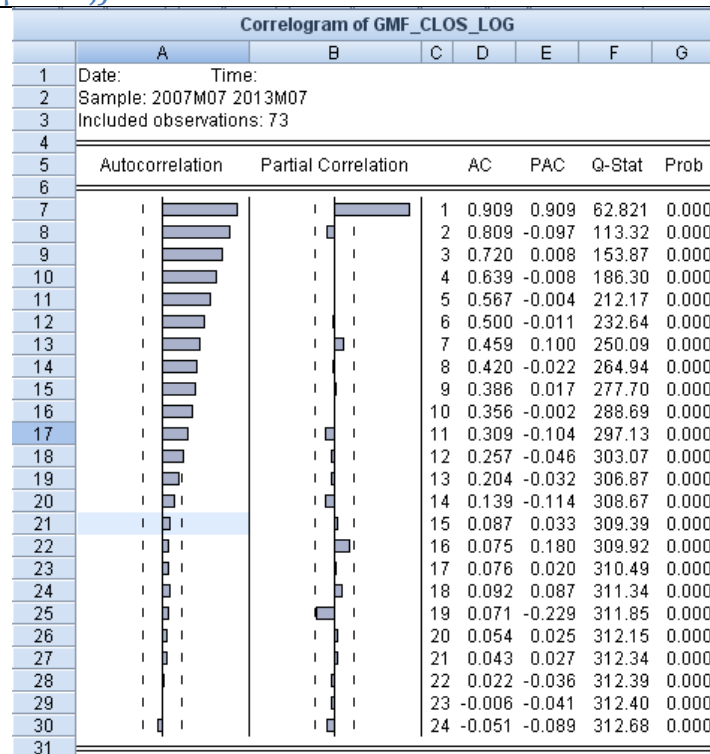 Correlogram of GMF_CLOS_LOG
A B C D E F G
1 Date: Time:
2 Sample: 2007M07 2013M07
3 Included observations: 73
4
5 Autocorrelation Partial Correlation AC PAC Q-Stat Prob
6
7 1 0.909 0.909 62.821 0.000
8 2 0.809 -0.097 113.32 0.000
9 3 0.720 0.008 153.87 0.000
10 4 0.639 -0.008 186.30 0.000
11 5 0.567 -0.004 212.17 0.000
12 6 0.500 -0.011 232.64 0.000
13 7 0.459 0.100 250.09 0.000
14 8 0.420 -0.022 264.94 0.000
15 9 0.386 0.017 277.70 0.000
16 10 0.356 -0.002 288.69 0.000
17 11 0.309 -0.104 297.13 0.000
18 12 0.257 -0.046 303.07 0.000
19 13 0.204 -0.032 306.87 0.000
20 14 0.139 -0.114 308.67 0.000
21 15 0.087 0.033 309.39 0.000
22 16 0.075 0.180 309.92 0.000
23 17 0.076 0.020 310.49 0.000
24 18 0.092 0.087 311.34 0.000
25 19 0.071 -0.229 311.85 0.000
26 20 0.054 0.025 312.15 0.000
27 21 0.043 0.027 312.34 0.000
28 22 0.022 -0.036 312.39 0.000
29 23 -0.006 -0.041 312.40 0.000
30 24 -0.051 -0.089 312.68 0.000
31